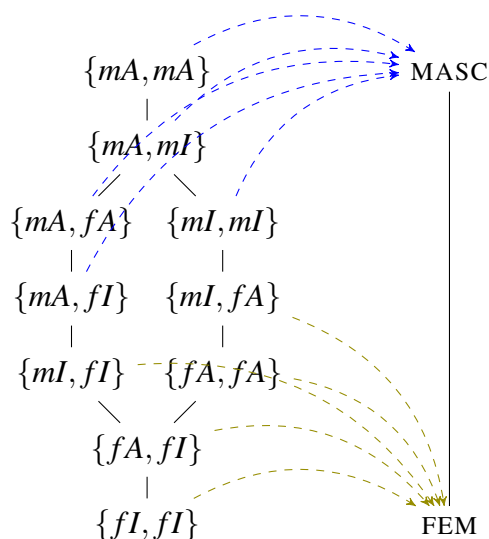 {mA, mA} MASC
{mA, mI}
{mA, fA} {mI, mI}
{mA, fI} {mI, fA}
{mI, fI} {fA, fA}
{fA, fI}
{fI, fI} FEM